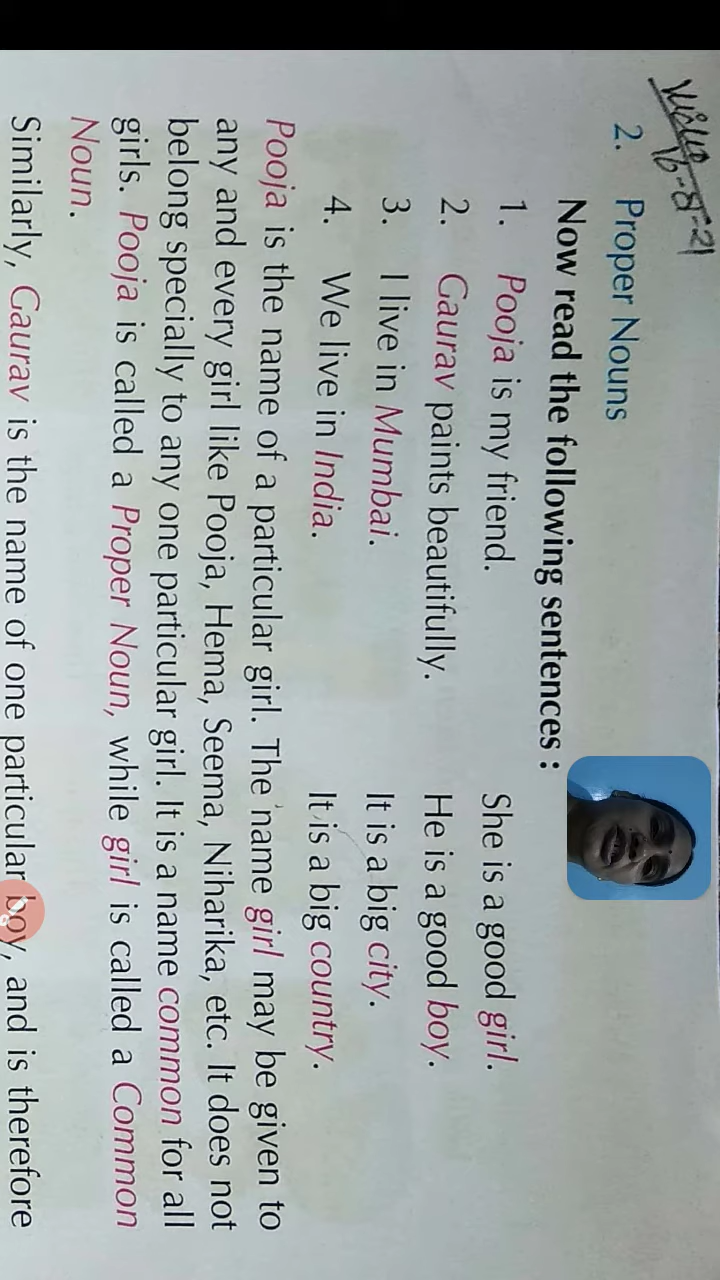 16-8-21
2. Proper Nouns
Now read the following sentences :
1. Pooja is my friend. She is a good girl.
2. Gaurav paints beautifully. He is a good boy.
3. I live in Mumbai. It is a big city.
4. We live in India. It is a big country.
Pooja is the name of a particular girl. The name girl may be given to
any and every girl like Pooja, Hema, Seema, Niharika, etc. It does not
belong specially to any one particular girl. It is a name common for all
girls. Pooja is called a Proper Noun, while girl is called a Common
Noun.
Similarly, Gaurav is the name of one particular boy, and is therefore